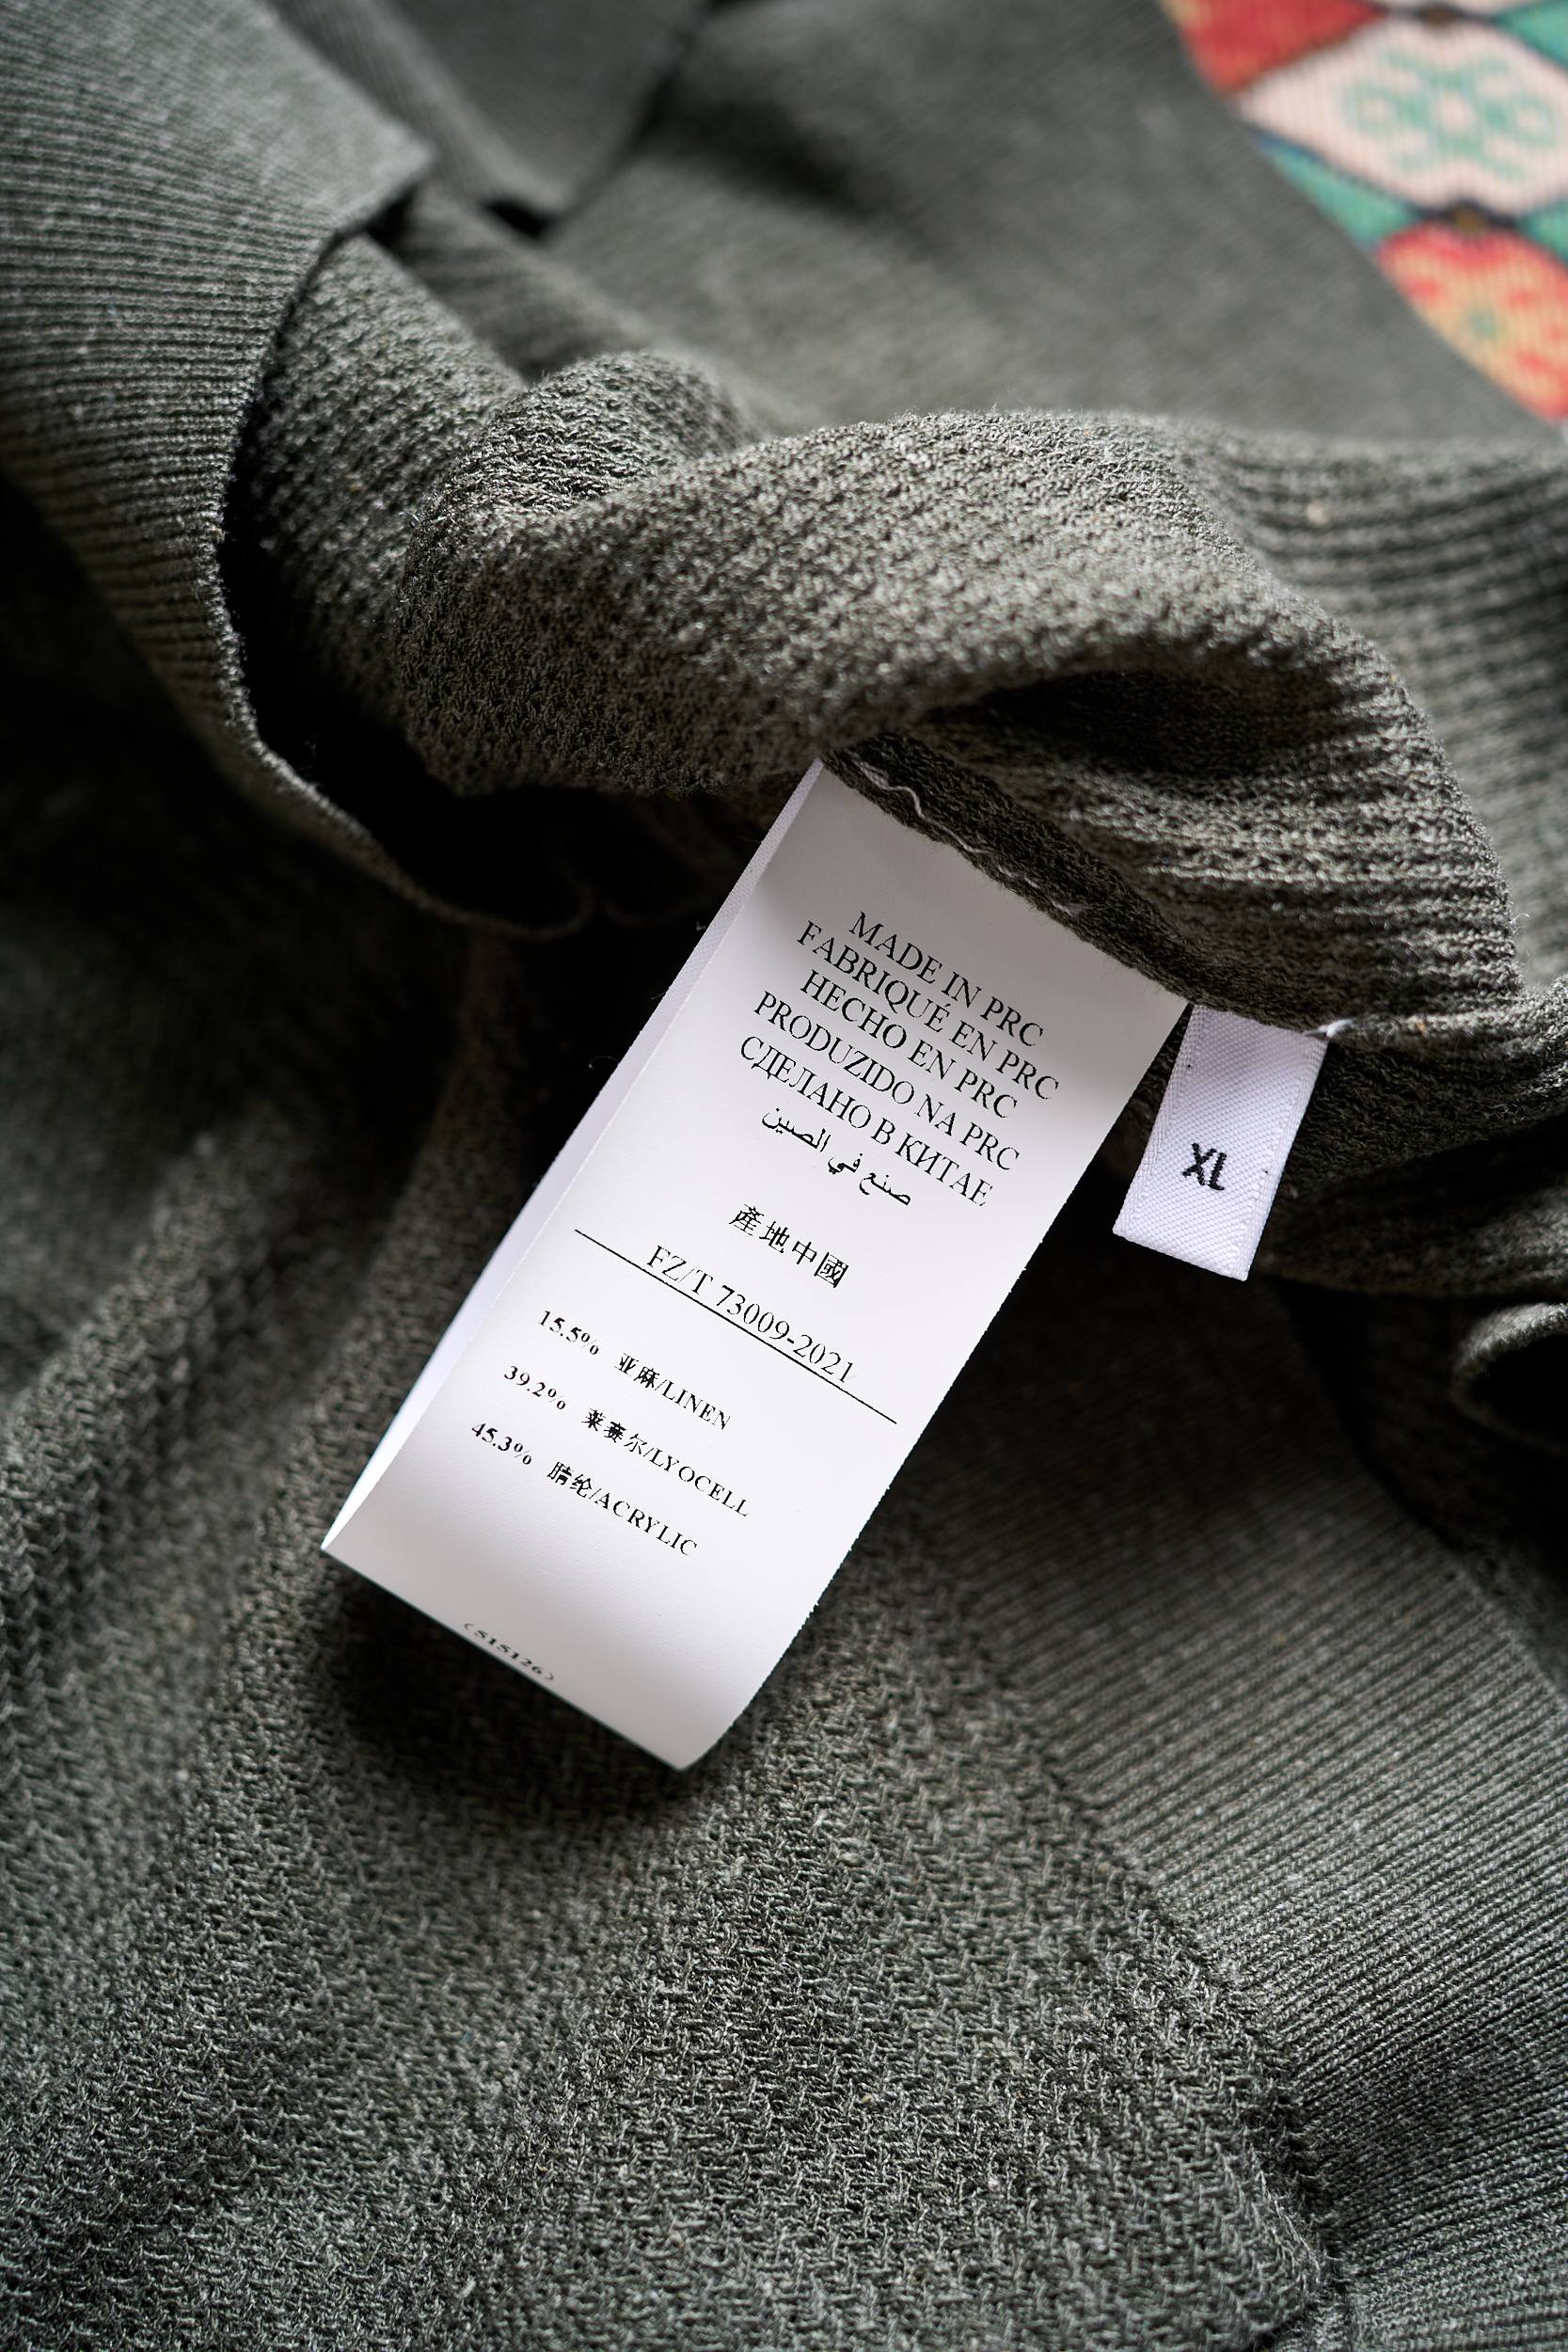 MADE IN PRC
FABRIQUÉ EN PRC
HECHO EN PRC
PRODUZIDO NA PRC
СДЕЛАНО В КИТАЕ
صنع في الصين
產地中國
FZ/T 73009-2021
15.5% 亚麻/LINEN
39.2% 莱赛尔/LYOCELL
45.3% 腈纶/ACRYLIC
(515126)
XL